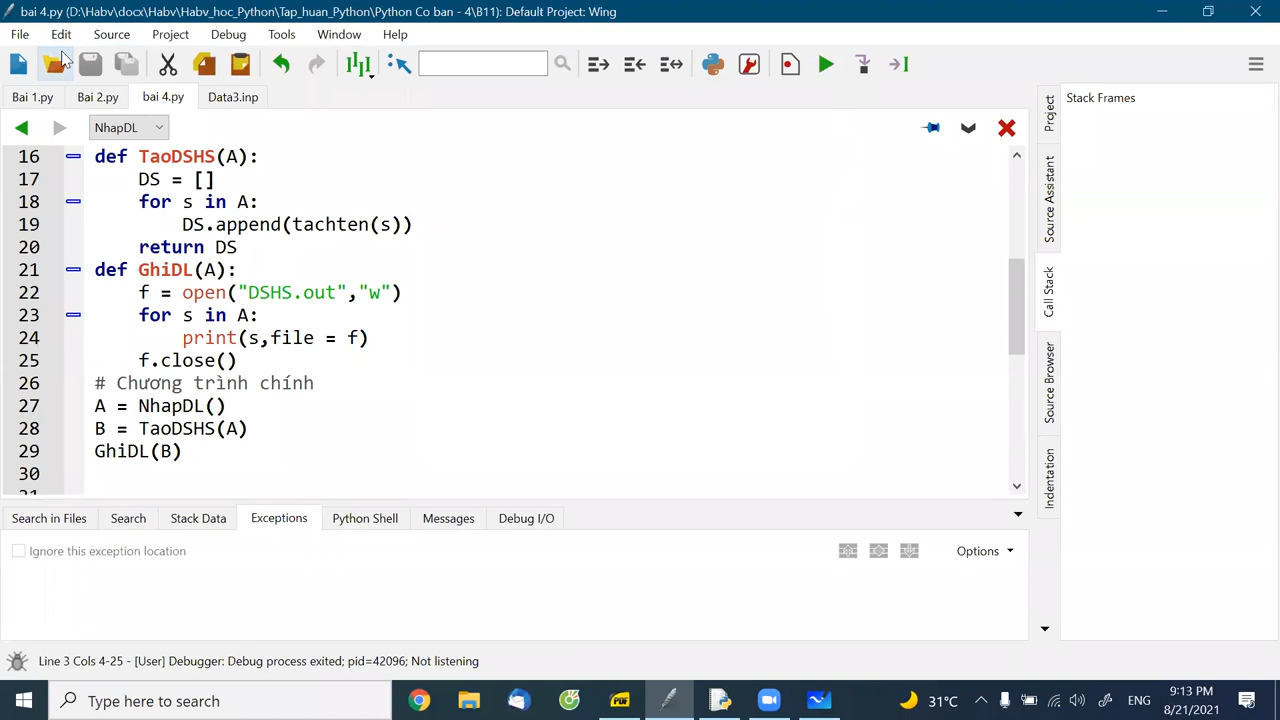 bai 4.py (D:\Habv\docx\Habv\Habv_hoc_Python\Tap_huan_Python\Python Co ban - 4\B11): Default Project: Wing
File Edit Source Project Debug Tools Window Help
Bai 1.py Bai 2.py bai 4.py Data3.inp
NhapDL
16 def TaoDSHS(A):
17 DS = []
18 for s in A:
19 DS.append(tachten(s))
20 return DS
21 def GhiDL(A):
22 f = open("DSHS.out","w")
23 for s in A:
24 print(s,file = f)
25 f.close()
26 # Chương trình chính
27 A = NhapDL()
28 B = TaoDSHS(A)
29 GhiDL(B)
30
Search in Files Search Stack Data Exceptions Python Shell Messages Debug I/O
Ignore this exception location Options
Stack Frames
Project
Source Assistant
Call Stack
Source Browser
Indentation
Line 3 Cols 4-25 - [User] Debugger: Debug process exited; pid=42096; Not listening
Type here to search
PDF
31°C
ENG
9:13 PM
8/21/2021